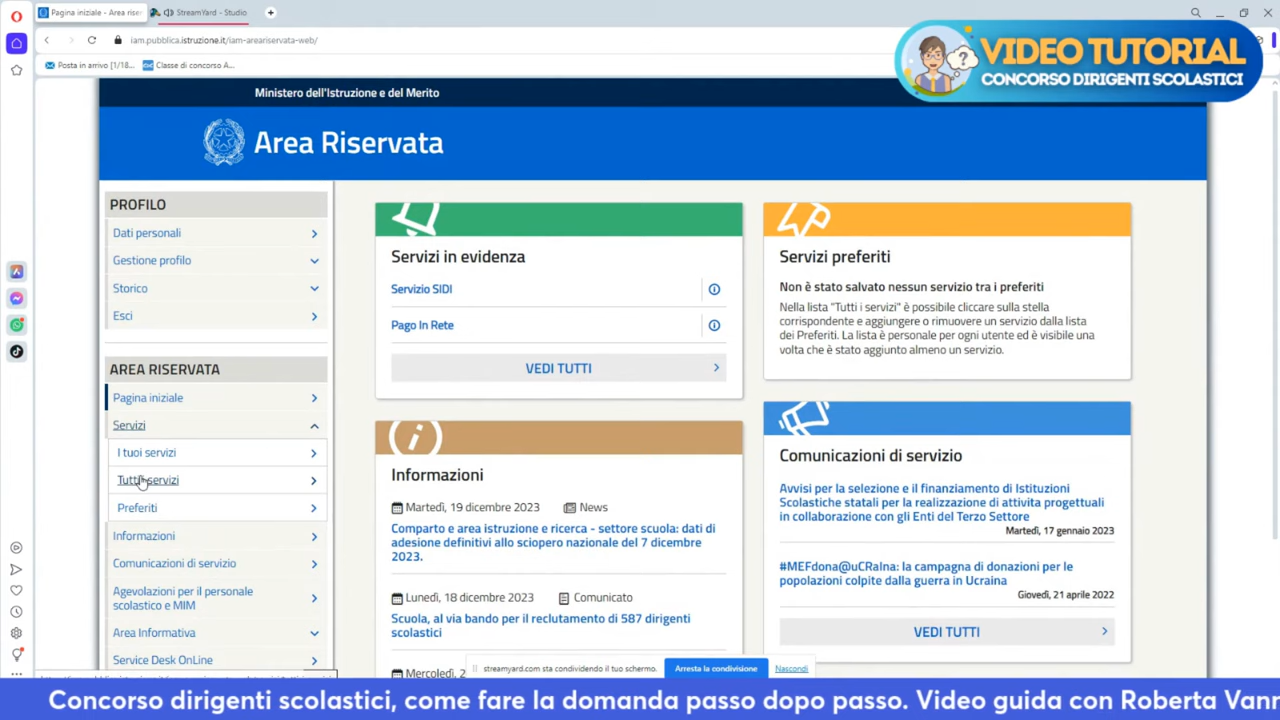 Pagina iniziale - Area riser
StreamYard - Studio
iam.pubblica.istruzione.it/iam-areariservata-web/
Posta in arrivo (1/18...
Classe di concorso A...
VIDEO TUTORIAL
CONCORSO DIRIGENTI SCOLASTICI
Ministero dell'Istruzione e del Merito
Area Riservata
PROFILO
Dati personali
Gestione profilo
Storico
Esci
AREA RISERVATA
Pagina iniziale
Servizi
I tuoi servizi
Tutti i servizi
Preferiti
Informazioni
Comunicazioni di servizio
Agevolazioni per il personale
scolastico e MIM
Area Informativa
Service Desk OnLine
Servizi in evidenza
Servizio SIDI
Pago In Rete
VEDI TUTTI
Informazioni
Martedì, 19 dicembre 2023 News
Comparto e area istruzione e ricerca - settore scuola: dati di
adesione definitivi allo sciopero nazionale del 7 dicembre
2023.
Lunedì, 18 dicembre 2023 Comunicato
Scuola, al via bando per il reclutamento di 587 dirigenti
scolastici
Mercoledì, 2
Servizi preferiti
Non è stato salvato nessun servizio tra i preferiti
Nella lista "Tutti i servizi" è possibile cliccare sulla stella
corrispondente e aggiungere o rimuovere un servizio dalla lista
dei Preferiti. La lista è personale per ogni utente ed è visibile una
volta che è stato aggiunto almeno un servizio.
Comunicazioni di servizio
Avvisi per la selezione e il finanziamento di Istituzioni
Scolastiche statali per la realizzazione di attivita progettuali
in collaborazione con gli Enti del Terzo Settore
Martedì, 17 gennaio 2023
#MEFdona@uCRaIna: la campagna di donazioni per le
popolazioni colpite dalla guerra in Ucraina
Giovedì, 21 aprile 2022
VEDI TUTTI
streamyard.com sta condividendo il tuo schermo.
Arresta la condivisione
Nascondi
Concorso dirigenti scolastici, come fare la domanda passo dopo passo. Video guida con Roberta Vann